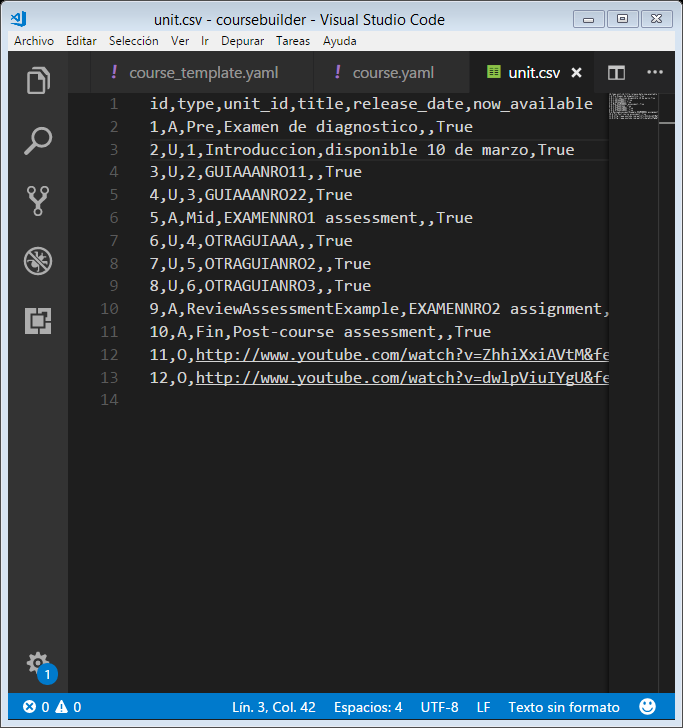 unit.csv - coursebuilder - Visual Studio Code
Archivo Editar Selección Ver Ir Depurar Tareas Ayuda
! course_template.yaml ! course.yaml unit.csv
1 id,type,unit_id,title,release_date,now_available
2 1,A,Pre,Examen de diagnostico,,True
3 2,U,1,Introduccion,disponible 10 de marzo,True
4 3,U,2,GUIAAANRO11,,True
5 4,U,3,GUIAAANRO22,True
6 5,A,Mid,EXAMENNRO1 assessment,,True
7 6,U,4,OTRAGUIAAA,,True
8 7,U,5,OTRAGUIANRO2,,True
9 8,U,6,OTRAGUIANRO3,,True
10 9,A,ReviewAssessmentExample,EXAMENNRO2 assignment,
11 10,A,Fin,Post-course assessment,,True
12 11,O,http://www.youtube.com/watch?v=ZhhiXxiAVtM&fe
13 12,O,http://www.youtube.com/watch?v=dwlpViuIYgU&fe
14
1
0 0 Lín. 3, Col. 42 Espacios: 4 UTF-8 LF Texto sin formato